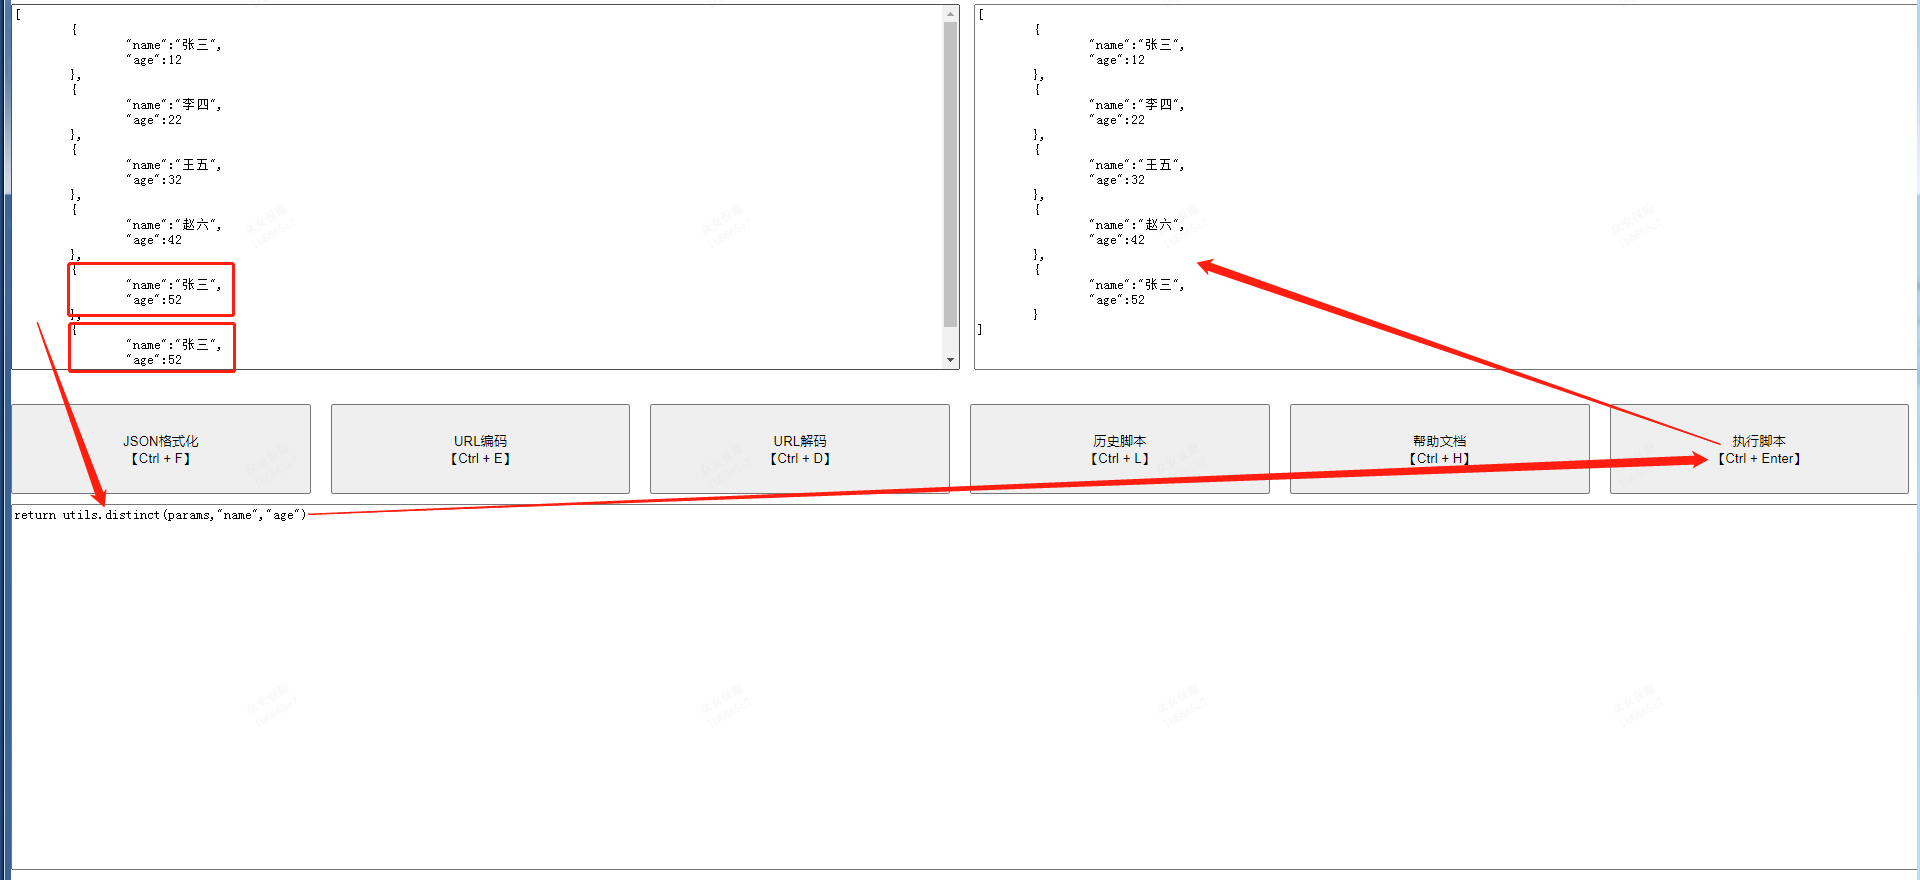 [
{
"name":"张三",
"age":12
},
{
"name":"李四",
"age":22
},
{
"name":"王五",
"age":32
},
{
"name":"赵六",
"age":42
},
{
"name":"张三",
"age":52
},
{
"name":"张三",
"age":52
[
{
"name":"张三",
"age":12
},
{
"name":"李四",
"age":22
},
{
"name":"王五",
"age":32
},
{
"name":"赵六",
"age":42
},
{
"name":"张三",
"age":52
}
]
JSON格式化
【Ctrl + F】
URL编码
【Ctrl + E】
URL解码
【Ctrl + D】
历史脚本
【Ctrl + L】
帮助文档
【Ctrl + H】
执行脚本
【Ctrl + Enter】
return utils.distinct(params,"name","age")